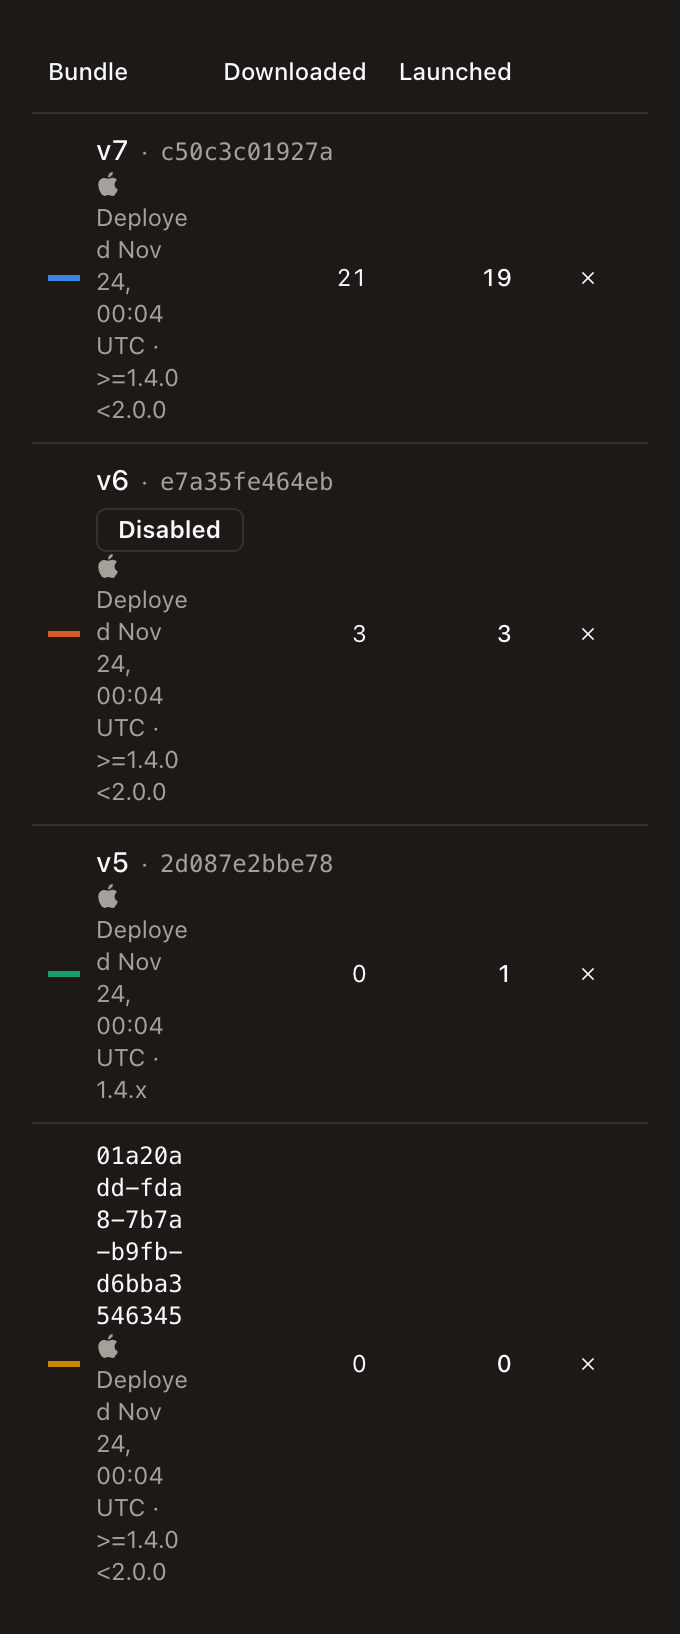 Bundle Downloaded Launched
v7 · c50c3c01927a
Deploye
d Nov
24,
00:04
UTC ·
>=1.4.0
<2.0.0
21 19 ×
v6 · e7a35fe464eb
Disabled
Deploye
d Nov
24,
00:04
UTC ·
>=1.4.0
<2.0.0
3 3 ×
v5 · 2d087e2bbe78
Deploye
d Nov
24,
00:04
UTC ·
1.4.x
0 1 ×
01a20a
dd-fda
8-7b7a
-b9fb-
d6bba3
546345
Deploye
d Nov
24,
00:04
UTC ·
>=1.4.0
<2.0.0
0 0 ×